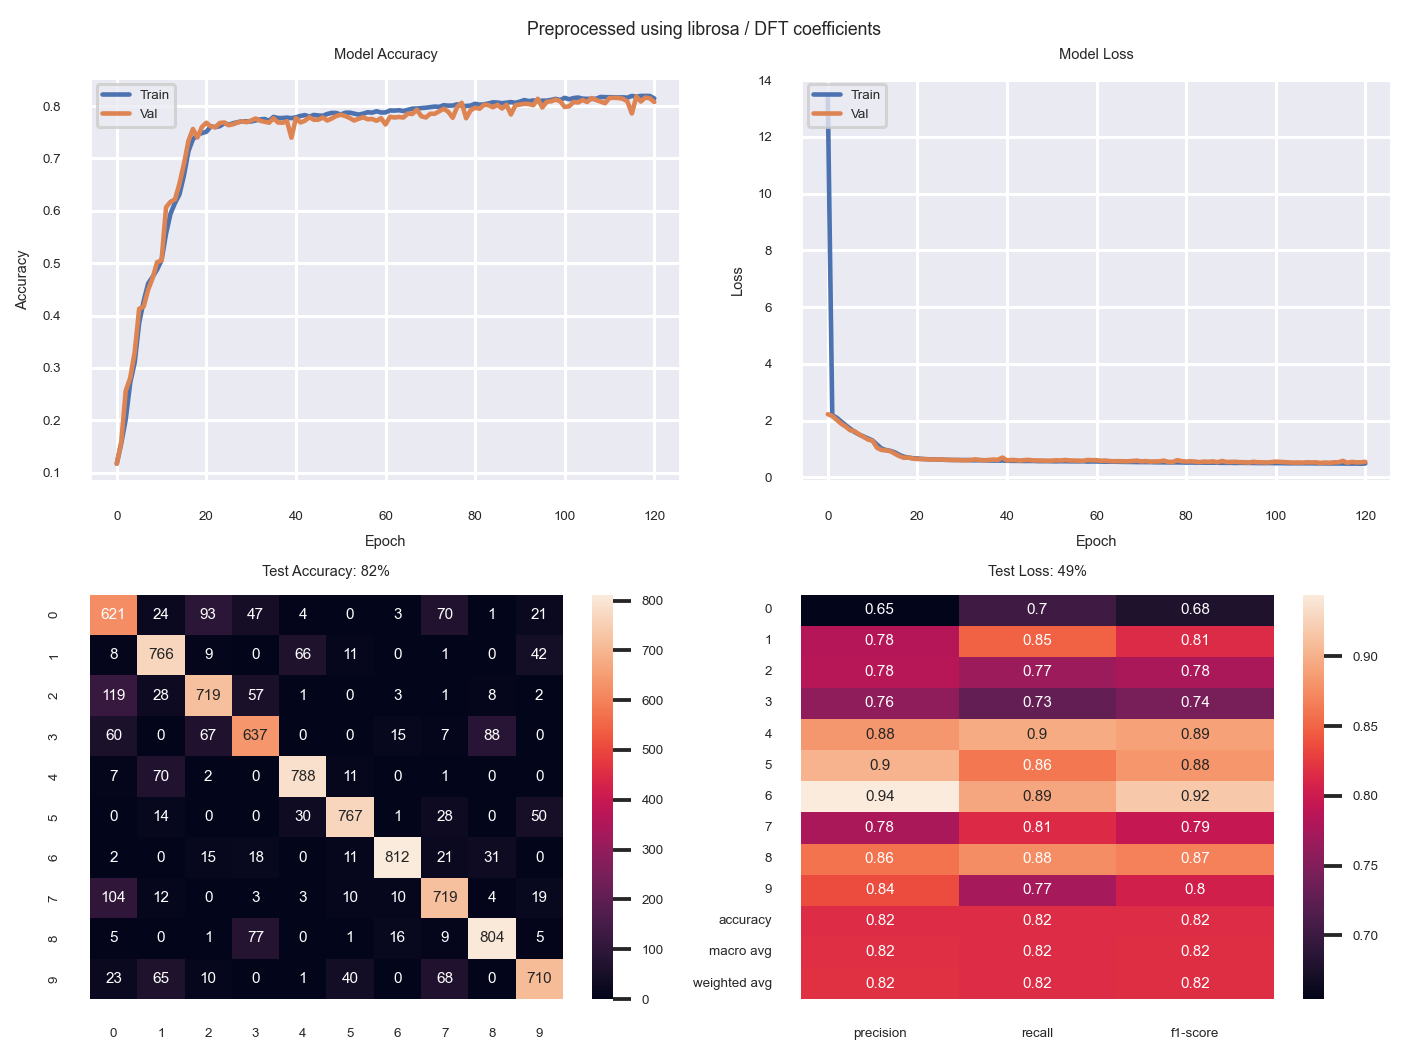 Preprocessed using librosa / DFT coefficients
Model Accuracy
Train
Val
0.8
0.7
0.6
0.5
0.4
0.3
0.2
0.1
Accuracy
0 20 40 60 80 100 120
Epoch
Model Loss
Train
Val
14
12
10
8
6
4
2
0
Loss
0 20 40 60 80 100 120
Epoch
Test Accuracy: 82%
0 621 24 93 47 4 0 3 70 1 21
1 8 766 9 0 66 11 0 1 0 42
2 119 28 719 57 1 0 3 1 8 2
3 60 0 67 637 0 0 15 7 88 0
4 7 70 2 0 788 11 0 1 0 0
5 0 14 0 0 30 767 1 28 0 50
6 2 0 15 18 0 11 812 21 31 0
7 104 12 0 3 3 10 10 719 4 19
8 5 0 1 77 0 1 16 9 804 5
9 23 65 10 0 1 40 0 68 0 710
0 1 2 3 4 5 6 7 8 9
800
700
600
500
400
300
200
100
0
Test Loss: 49%
0 0.65 0.7 0.68
1 0.78 0.85 0.81
2 0.78 0.77 0.78
3 0.76 0.73 0.74
4 0.88 0.9 0.89
5 0.9 0.86 0.88
6 0.94 0.89 0.92
7 0.78 0.81 0.79
8 0.86 0.88 0.87
9 0.84 0.77 0.8
accuracy 0.82 0.82 0.82
macro avg 0.82 0.82 0.82
weighted avg 0.82 0.82 0.82
precision recall f1-score
0.90
0.85
0.80
0.75
0.70